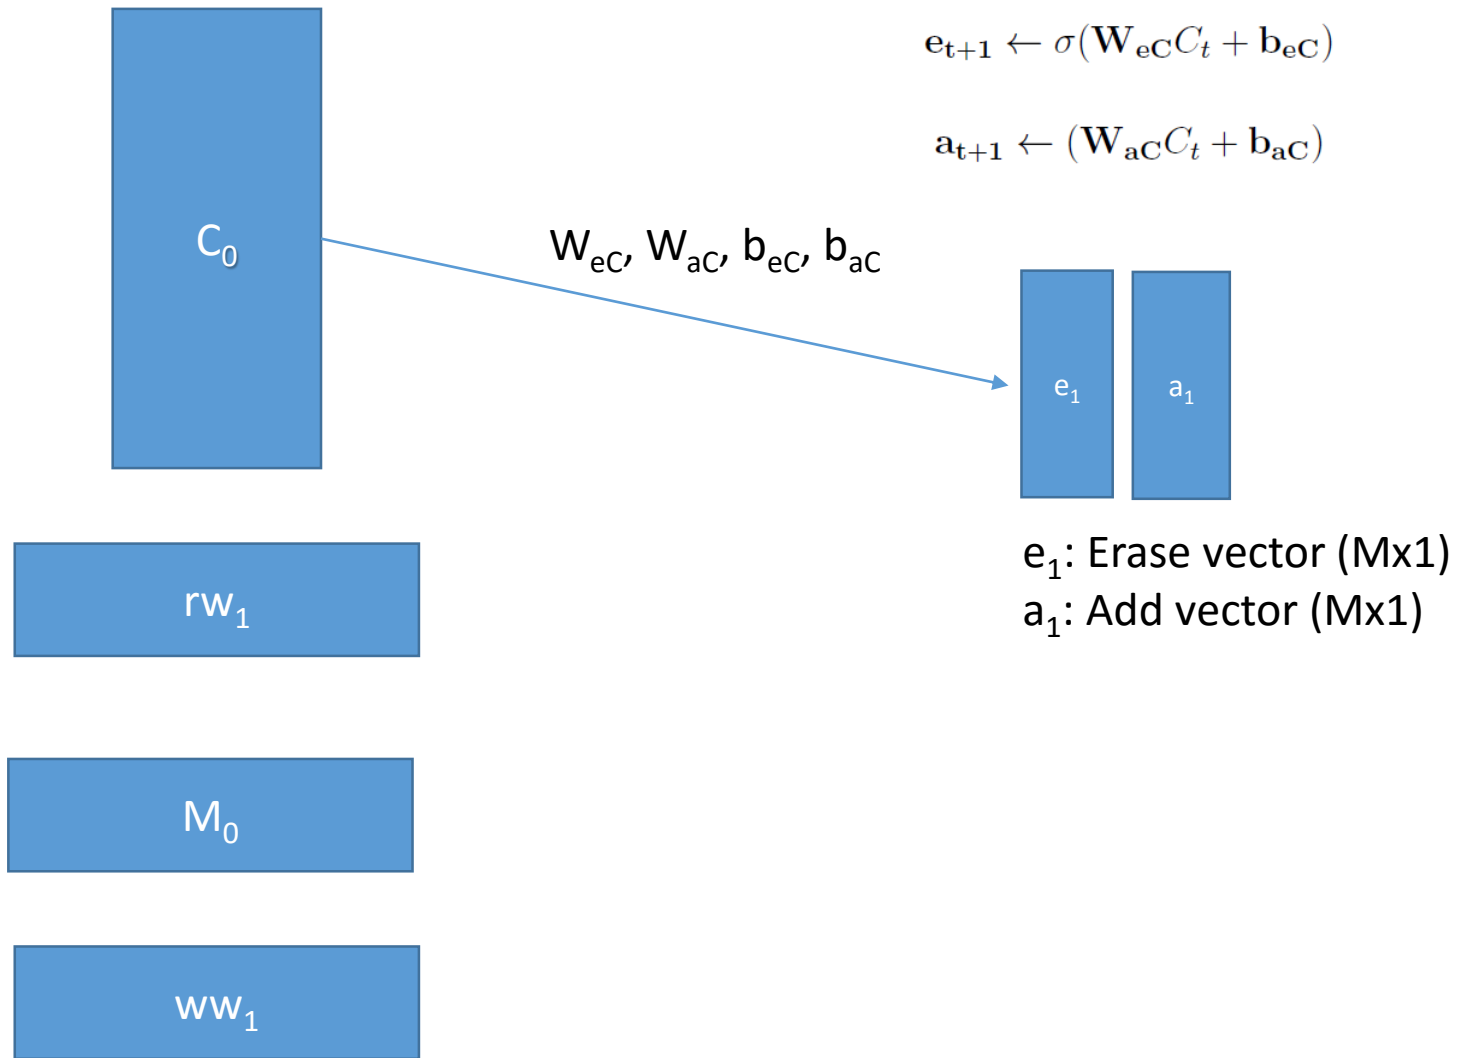 e_{t+1} ← σ(W_{eC}C_t + b_{eC})
a_{t+1} ← (W_{aC}C_t + b_{aC})
C_0
W_{eC}, W_{aC}, b_{eC}, b_{aC}
e_1
a_1
e_1: Erase vector (Mx1)
a_1: Add vector (Mx1)
rw_1
M_0
ww_1